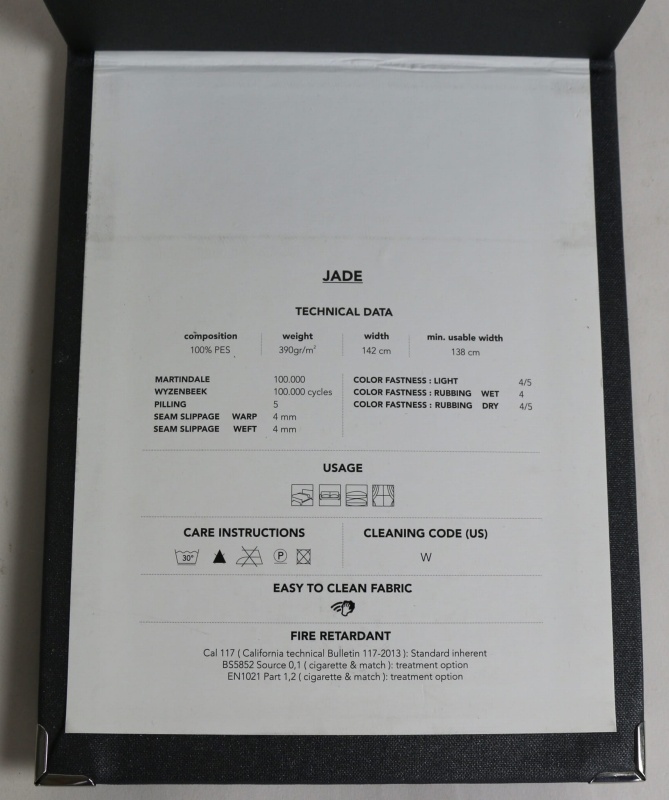 JADE
TECHNICAL DATA
composition weight width min. usable width
100% PES 390gr/m² 142 cm 138 cm
MARTINDALE 100.000
WYZENBEEK 100.000 cycles
PILLING 5
SEAM SLIPPAGE WARP 4 mm
SEAM SLIPPAGE WEFT 4 mm
COLOR FASTNESS : LIGHT 4/5
COLOR FASTNESS : RUBBING WET 4
COLOR FASTNESS : RUBBING DRY 4/5
USAGE
CARE INSTRUCTIONS
30°
P
CLEANING CODE (US)
W
EASY TO CLEAN FABRIC
FIRE RETARDANT
Cal 117 ( California technical Bulletin 117-2013 ): Standard inherent
BS5852 Source 0,1 ( cigarette & match ): treatment option
EN1021 Part 1,2 ( cigarette & match ): treatment option